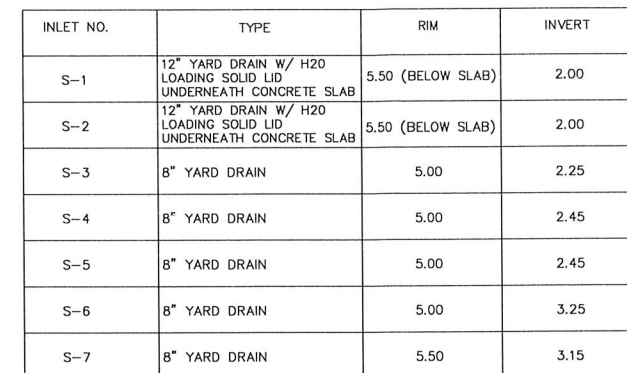 INLET NO. TYPE RIM INVERT
S-1 12" YARD DRAIN W/ H20 LOADING SOLID LID UNDERNEATH CONCRETE SLAB 5.50 (BELOW SLAB) 2.00
S-2 12" YARD DRAIN W/ H20 LOADING SOLID LID UNDERNEATH CONCRETE SLAB 5.50 (BELOW SLAB) 2.00
S-3 8" YARD DRAIN 5.00 2.25
S-4 8" YARD DRAIN 5.00 2.45
S-5 8" YARD DRAIN 5.00 2.45
S-6 8" YARD DRAIN 5.00 3.25
S-7 8" YARD DRAIN 5.50 3.15